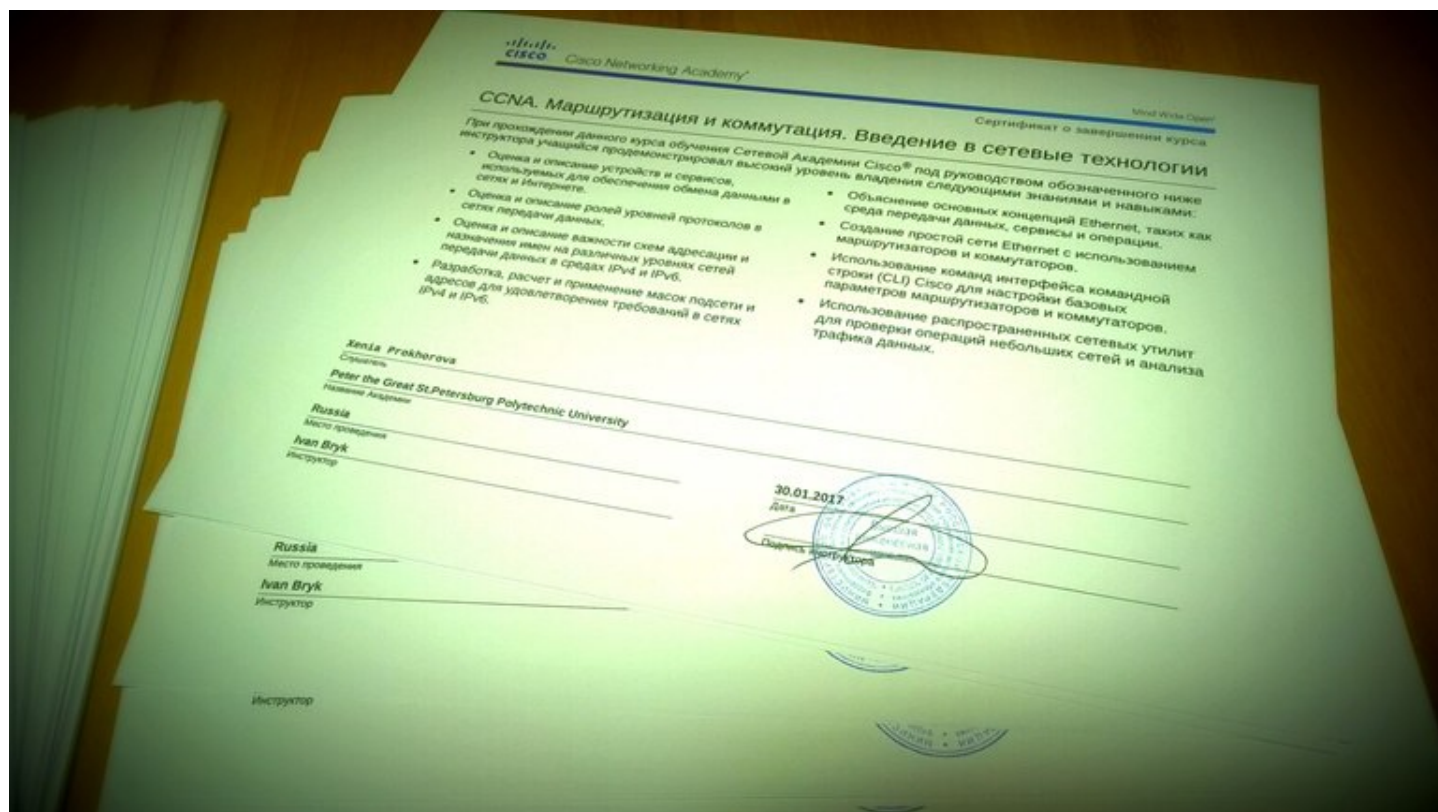 cisco Cisco Networking Academy®
Mind Wide Open®
Сертификат о завершении курса
CCNA. Маршрутизация и коммутация. Введение в сетевые технологии
При прохождении данного курса обучения Сетевой Академии Cisco® под руководством обозначенного ниже
инструктора учащийся продемонстрировал высокий уровень владения следующими знаниями и навыками:
• Оценка и описание устройств и сервисов,
используемых для обеспечения обмена данными в
сетях и Интернете.
• Оценка и описание ролей уровней протоколов в
сетях передачи данных.
• Оценка и описание важности схем адресации и
назначения имен на различных уровнях сетей
передачи данных в средах IPv4 и IPv6.
• Разработка, расчет и применение масок подсети и
адресов для удовлетворения требований в сетях
IPv4 и IPv6.
• Объяснение основных концепций Ethernet, таких как
среда передачи данных, сервисы и операции.
• Создание простой сети Ethernet с использованием
маршрутизаторов и коммутаторов.
• Использование команд интерфейса командной
строки (CLI) Cisco для настройки базовых
параметров маршрутизаторов и коммутаторов.
• Использование распространенных сетевых утилит
для проверки операций небольших сетей и анализа
трафика данных.
Xenia Prokhorova
Слушатель
Peter the Great St.Petersburg Polytechnic University
Название Академии
Russia
Место проведения
Ivan Bryk
Инструктор
30.01.2017
Дата
Подпись инструктора
Russia
Место проведения
Ivan Bryk
Инструктор
Инструктор